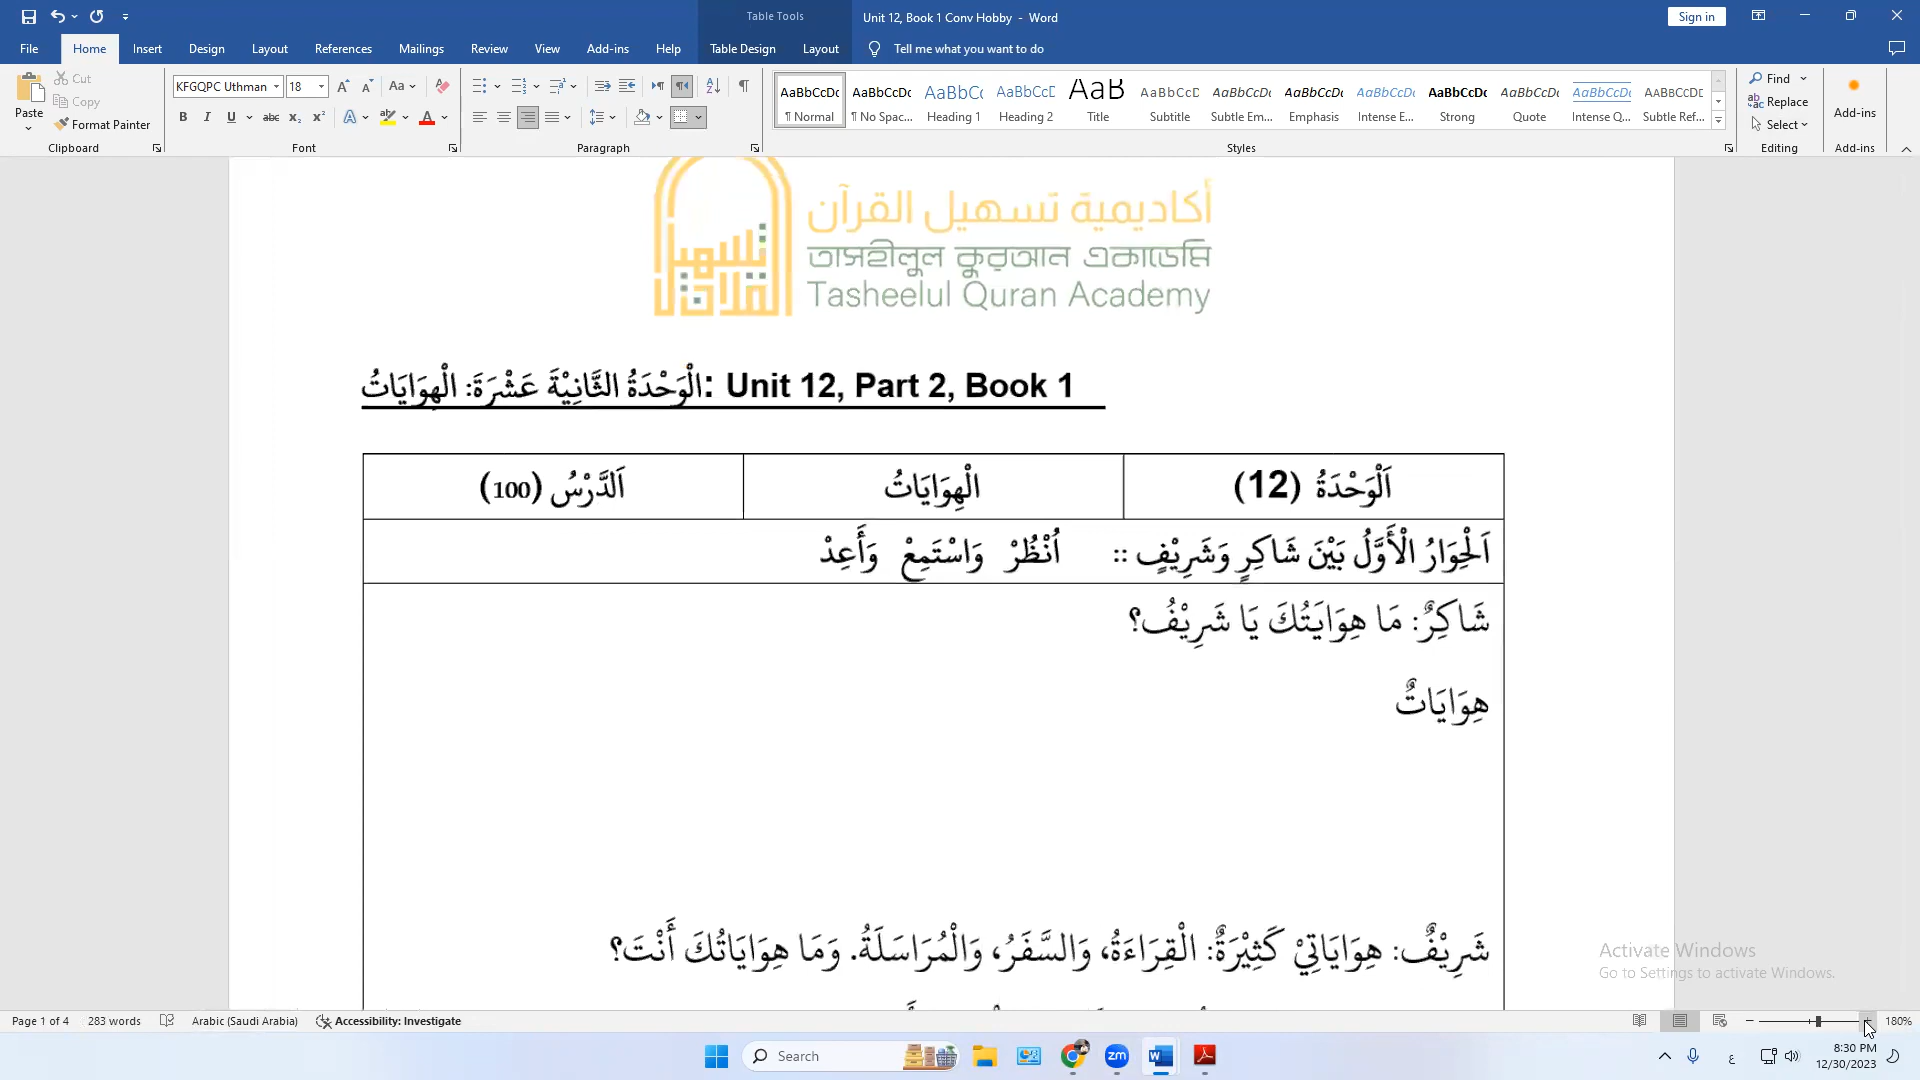 Table Tools
Unit 12, Book 1 Conv Hobby - Word
Sign in
File Home Insert Design Layout References Mailings Review View Add-ins Help Table Design Layout Tell me what you want to do
Paste
Cut
Copy
Format Painter
Clipboard
KFGQPC Uthman 18
Font
Paragraph
AaBbCcDc AaBbCcDc AaBbCc AaBbCcD AaB AaBbCcD AaBbCcDc AaBbCcDc AaBbCcDc AaBbCcDc AaBbCcDc AaBbCcDc AaBbCcDc
¶ Normal ¶ No Spac... Heading 1 Heading 2 Title Subtitle Subtle Em... Emphasis Intense E... Strong Quote Intense Q... Subtle Ref...
Styles
Find
Replace
Select
Editing
Add-ins
Add-ins
أكاديمية تسهيل القرآن
তাসহীলুল কুরআন একাডেমি
Tasheelul Quran Academy
الْوَحْدَةُ الثَّانِيْةَ عَشْرَةَ: الْهِوَايَاتُ: Unit 12, Part 2, Book 1
اَلْوَحْدَةُ (12)
الْهِوَايَاتُ
اَلدَّرْسُ (100)
اَلْحِوَارُ الْأَوَّلُ بَيْنَ شَاكِرٍ وَشَرِيْفٍ :: اُنْظُرْ وَاسْتَمِعْ وَأَعِدْ
شَاكِرٌ: مَا هِوَايَتُكَ يَا شَرِيْفُ؟
هِوَايَاتٌ
شَرِيْفٌ: هِوَايَاتِيْ كَثِيْرَةٌ: الْقِرَاءَةُ، وَالسَّفَرُ، وَالْمُرَاسَلَةُ. وَمَا هِوَايَاتُكَ أَنْتَ؟
Activate Windows
Go to Settings to activate Windows.
Page 1 of 4 283 words Arabic (Saudi Arabia) Accessibility: Investigate 180%
Search
8:30 PM
12/30/2023